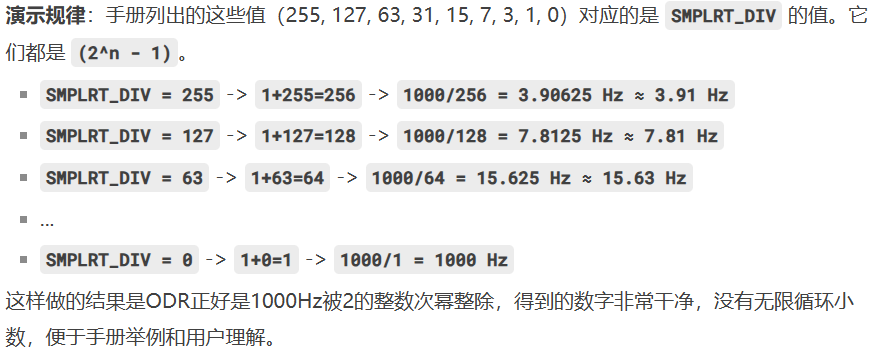 演示规律：手册列出的这些值（255, 127, 63, 31, 15, 7, 3, 1, 0）对应的是 SMPLRT_DIV 的值。它
们都是 (2^n - 1)。
SMPLRT_DIV = 255 -> 1+255=256 -> 1000/256 = 3.90625 Hz ≈ 3.91 Hz
SMPLRT_DIV = 127 -> 1+127=128 -> 1000/128 = 7.8125 Hz ≈ 7.81 Hz
SMPLRT_DIV = 63 -> 1+63=64 -> 1000/64 = 15.625 Hz ≈ 15.63 Hz
...
SMPLRT_DIV = 0 -> 1+0=1 -> 1000/1 = 1000 Hz
这样做的结果是ODR正好是1000Hz被2的整数次幂整除，得到的数字非常干净，没有无限循环小
数，便于手册举例和用户理解。